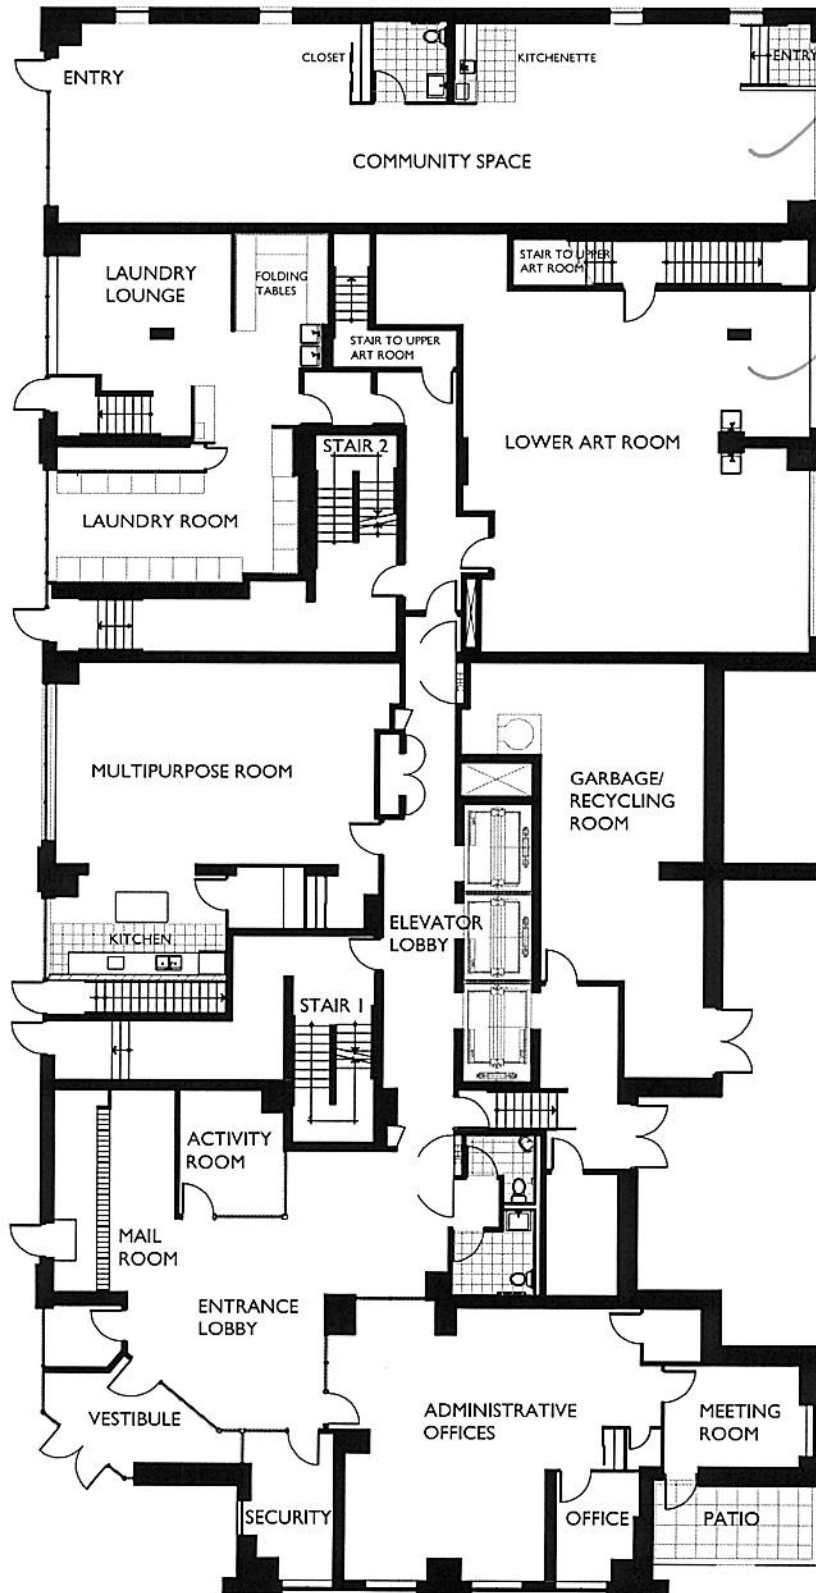 CLOSET
KITCHENETTE
ENTRY
ENTRY
COMMUNITY SPACE
LAUNDRY
LOUNGE
FOLDING
TABLES
STAIR TO UPPER
ART ROOM
STAIR TO UPPER
ART ROOM
STAIR 2
LOWER ART ROOM
LAUNDRY ROOM
MULTIPURPOSE ROOM
GARBAGE/
RECYCLING
ROOM
ELEVATOR
LOBBY
KITCHEN
STAIR 1
ACTIVITY
ROOM
MAIL
ROOM
ENTRANCE
LOBBY
VESTIBULE
ADMINISTRATIVE
OFFICES
MEETING
ROOM
SECURITY
OFFICE
PATIO